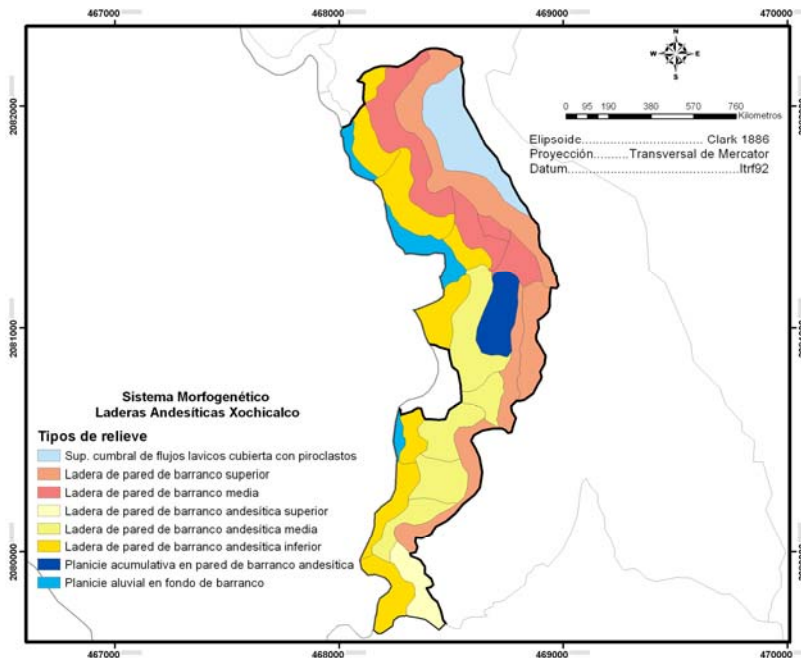 467000 468000 469000 470000
N
W E
S
0 95 190 380 570 760
Kilometros
Elipsoide............................ Clark 1886
Proyección.........Transversal de Mercator
Datum............................................Itrf92
2082000
2081000
2080000
Sistema Morfogenético
Laderas Andesíticas Xochicalco
Tipos de relieve
Sup. cumbral de flujos lavicos cubierta con piroclastos
Ladera de pared de barranco superior
Ladera de pared de barranco media
Ladera de pared de barranco andesitica superior
Ladera de pared de barranco andesitica media
Ladera de pared de barranco andesitica inferior
Planicie acumulativa en pared de barranco andesítica
Planicie aluvial en fondo de barranco
467000 468000 469000 470000